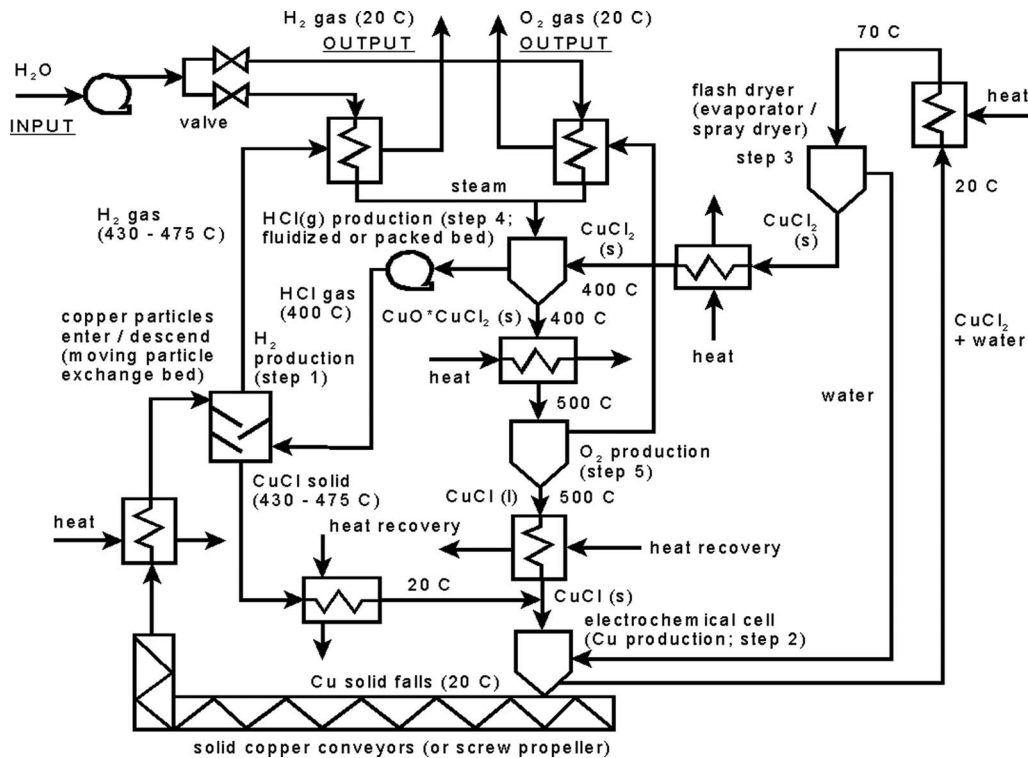 H₂ gas (20 C)
OUTPUT
O₂ gas (20 C)
OUTPUT
70 C
H₂O
INPUT
valve
flash dryer
(evaporator /
spray dryer)
step 3
heat
20 C
steam
H₂ gas
(430 - 475 C)
HCl(g) production (step 4;
fluidized or packed bed)
CuCl₂
(s)
CuCl₂
(s)
400 C
HCl gas
(400 C)
CuO*CuCl₂ (s)
400 C
copper particles
enter / descend
(moving particle
exchange bed)
H₂
production
(step 1)
heat
heat
CuCl₂
+ water
water
500 C
O₂ production
(step 5)
CuCl solid
(430 - 475 C)
CuCl (l)
500 C
heat
heat recovery
heat recovery
20 C
CuCl (s)
electrochemical cell
(Cu production; step 2)
Cu solid falls (20 C)
solid copper conveyors (or screw propeller)